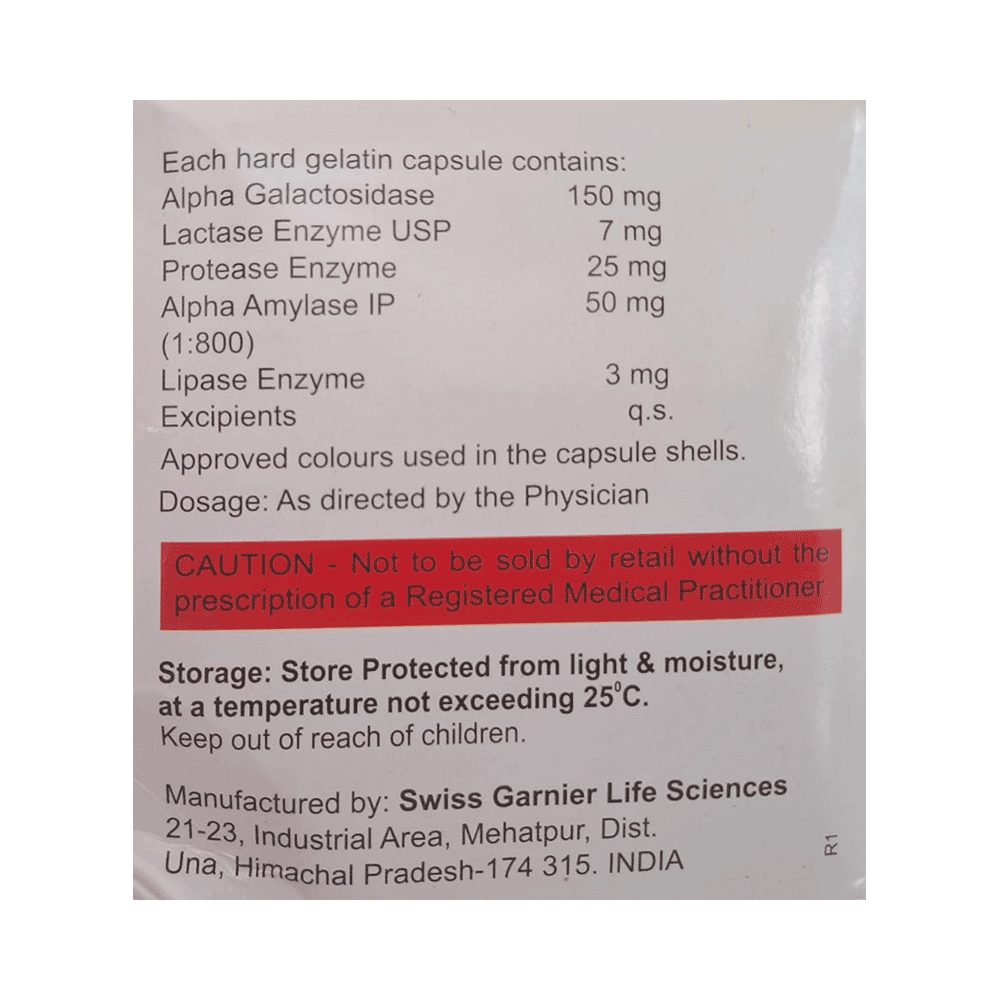 Each hard gelatin capsule contains:
Alpha Galactosidase 150 mg
Lactase Enzyme USP 7 mg
Protease Enzyme 25 mg
Alpha Amylase IP 50 mg
(1:800)
Lipase Enzyme 3 mg
Excipients q.s.
Approved colours used in the capsule shells.
Dosage: As directed by the Physician
CAUTION - Not to be sold by retail without the
prescription of a Registered Medical Practitioner.
Storage: Store Protected from light & moisture,
at a temperature not exceeding 25⁰C.
Keep out of reach of children.
Manufactured by: Swiss Garnier Life Sciences
21-23, Industrial Area, Mehatpur, Dist.
Una, Himachal Pradesh-174 315. INDIA
R1